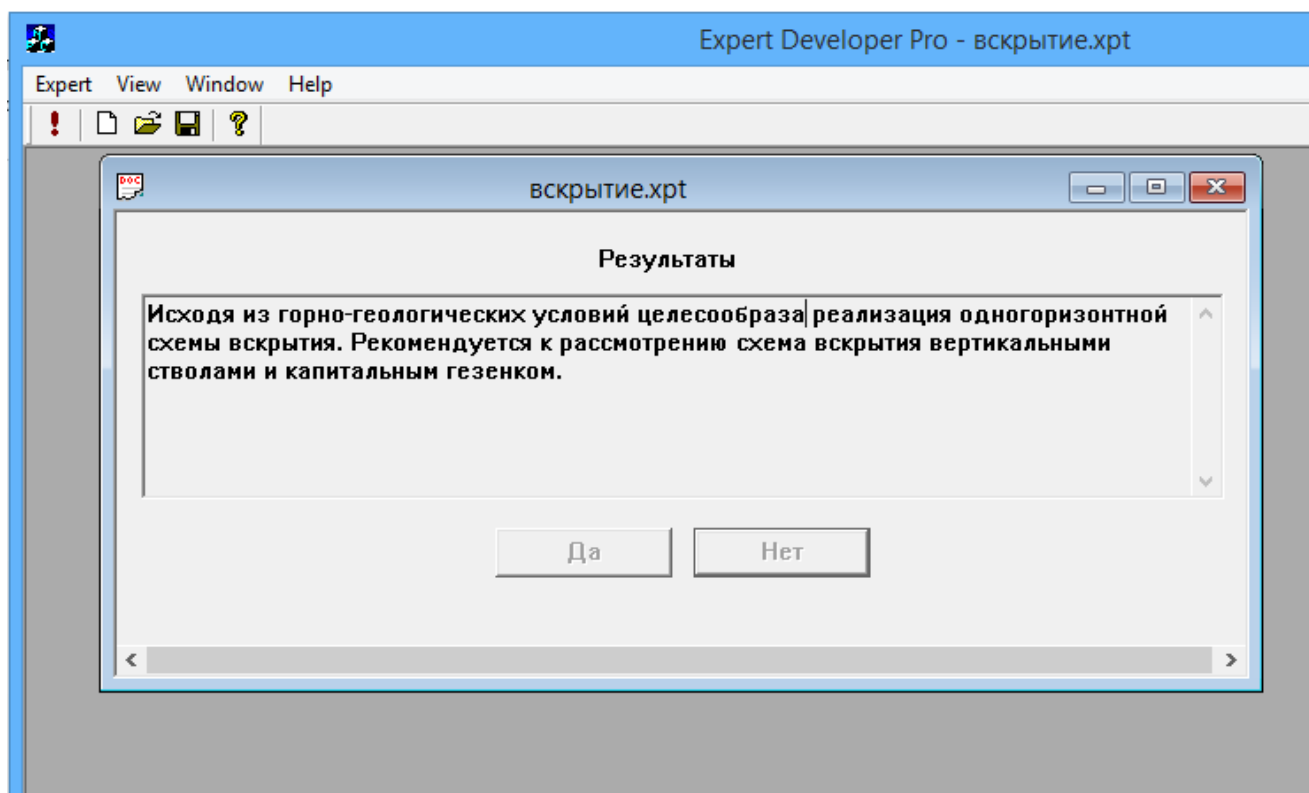 Expert Developer Pro - вскрытие.xpt
Expert View Window Help
DOC
вскрытие.xpt
Результаты
Исходя из горно-геологических условий целесообраза реализация одногоризонтной
схемы вскрытия. Рекомендуется к рассмотрению схема вскрытия вертикальными
стволами и капитальным гезенком.
Да Нет